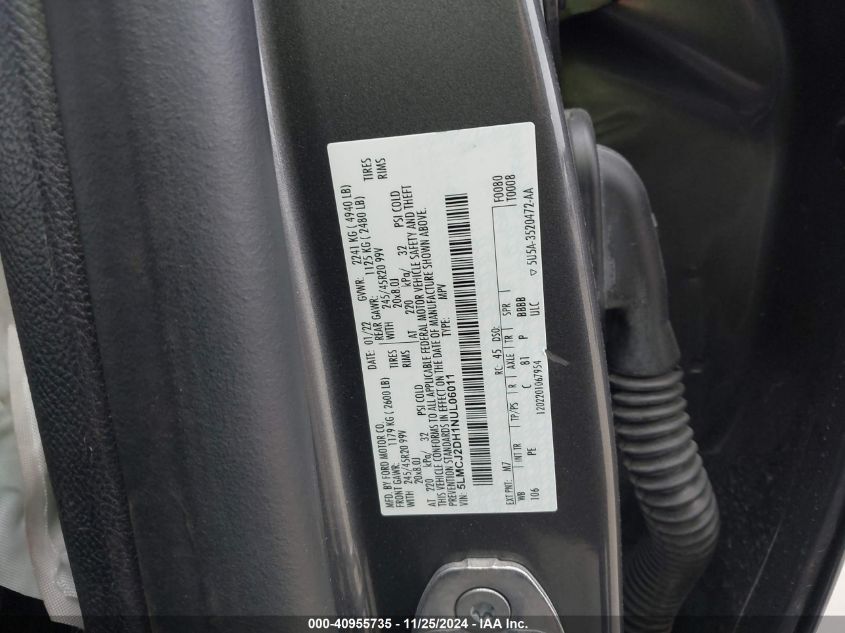 MFD. BY FORD MOTOR CO. DATE: 01/22 GVWR: 2241 KG ( 4940 LB)
FRONT GAWR: 1179 KG ( 2600 LB) REAR GAWR: 1125 KG ( 2480 LB)
WITH 245/45R20 99V TIRES WITH 245/45R20 99V TIRES
20x8.0J RIMS 20x8.0J RIMS
AT 220 kPa/ 32 PSI COLD AT 220 kPa/ 32 PSI COLD
THIS VEHICLE CONFORMS TO ALL APPLICABLE FEDERAL MOTOR VEHICLE SAFETY AND THEFT
PREVENTION STANDARDS IN EFFECT ON THE DATE OF MANUFACTURE SHOWN ABOVE.
VIN: 5LMCJ2DH1NUL06011 TYPE: MPV
F0080
EXT PNT: M7 RC: 45 DSO: T0008
WB INT TR TP/PS R AXLE TR SPR
106 PE C 81 P BBBB
ULC ▽ 5U5A-3520472-AA
1202201067954
000-40955735 - 11/25/2024 - IAA Inc.